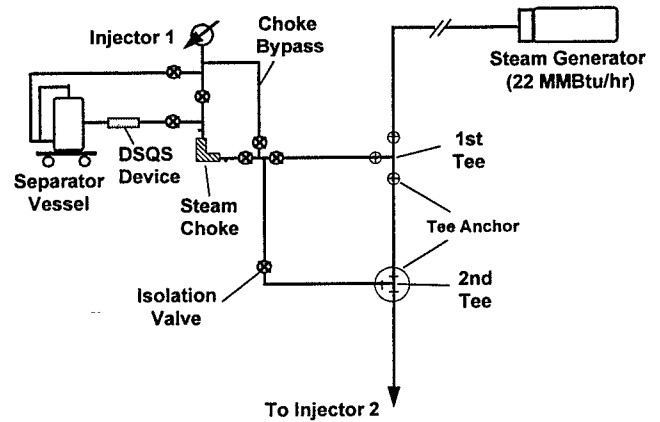 Injector 1
Choke
Bypass
Steam Generator
(22 MMBtu/hr)
1st
Tee
DSQS
Device
Separator
Vessel
Steam
Choke
Tee Anchor
2nd
Tee
Isolation
Valve
To Injector 2